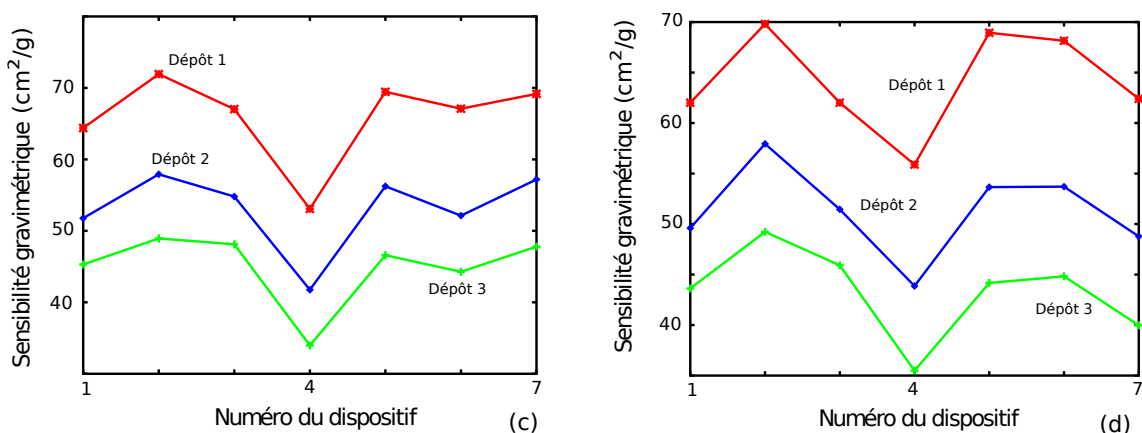 Sensibilité gravimétrique (cm²/g)
70
60
50
40
Dépôt 1
Dépôt 2
Dépôt 3
1
4
7
Numéro du dispositif
(c)
Sensibilité gravimétrique (cm²/g)
70
60
50
40
Dépôt 1
Dépôt 2
Dépôt 3
1
4
7
Numéro du dispositif
(d)